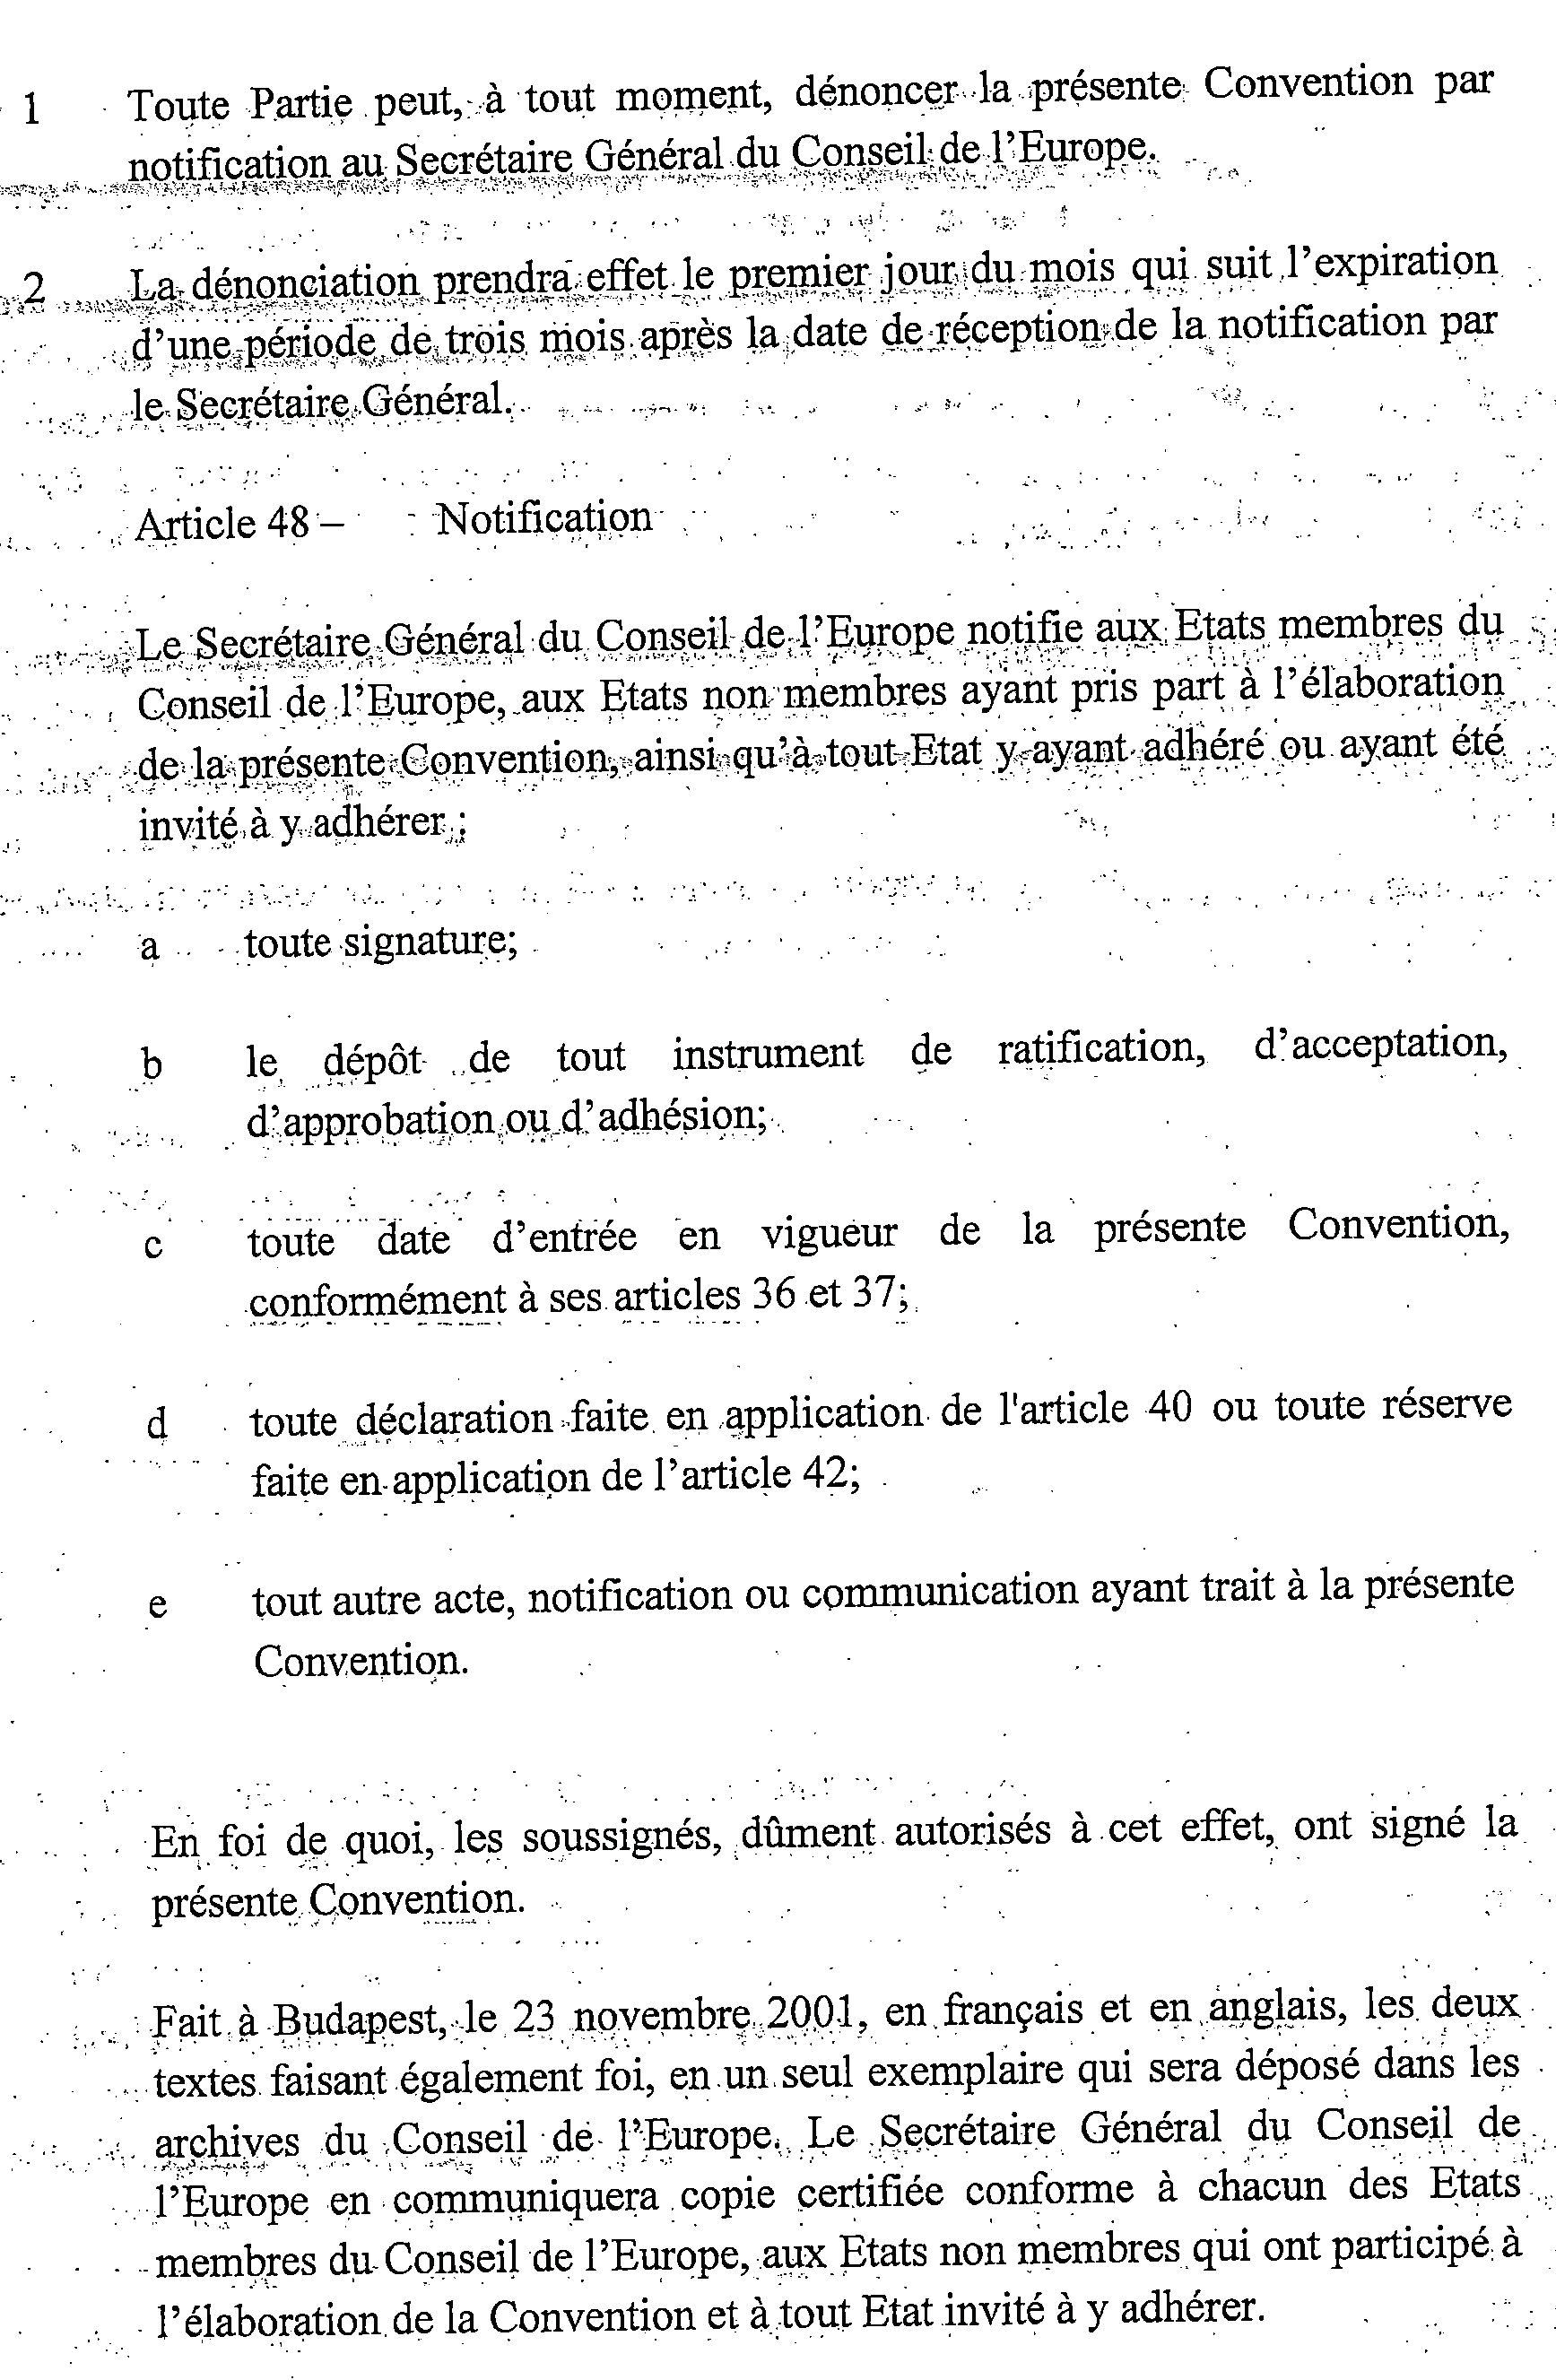 1 Toute Partie peut, à tout moment, dénoncer la présente Convention par
notification au Secrétaire Général du Conseil de l'Europe.
2 La dénonciation prendra effet le premier jour du mois qui suit l'expiration
d'une période de trois mois après la date de réception de la notification par
le Secrétaire Général.
Article 48 – Notification
Le Secrétaire Général du Conseil de l'Europe notifie aux Etats membres du
Conseil de l'Europe, aux Etats non membres ayant pris part à l'élaboration
de la présente Convention, ainsi qu'à tout Etat y ayant adhéré ou ayant été
invité à y adhérer :
a toute signature;
b le dépôt de tout instrument de ratification, d'acceptation,
d'approbation ou d'adhésion;
c toute date d'entrée en vigueur de la présente Convention,
conformément à ses articles 36 et 37;
d toute déclaration faite en application de l'article 40 ou toute réserve
faite en application de l'article 42;
e tout autre acte, notification ou communication ayant trait à la présente
Convention.
En foi de quoi, les soussignés, dûment autorisés à cet effet, ont signé la
présente Convention.
Fait à Budapest, le 23 novembre 2001, en français et en anglais, les deux
textes faisant également foi, en un seul exemplaire qui sera déposé dans les
archives du Conseil de l'Europe. Le Secrétaire Général du Conseil de
l'Europe en communiquera copie certifiée conforme à chacun des Etats
membres du Conseil de l'Europe, aux Etats non membres qui ont participé à
l'élaboration de la Convention et à tout Etat invité à y adhérer.